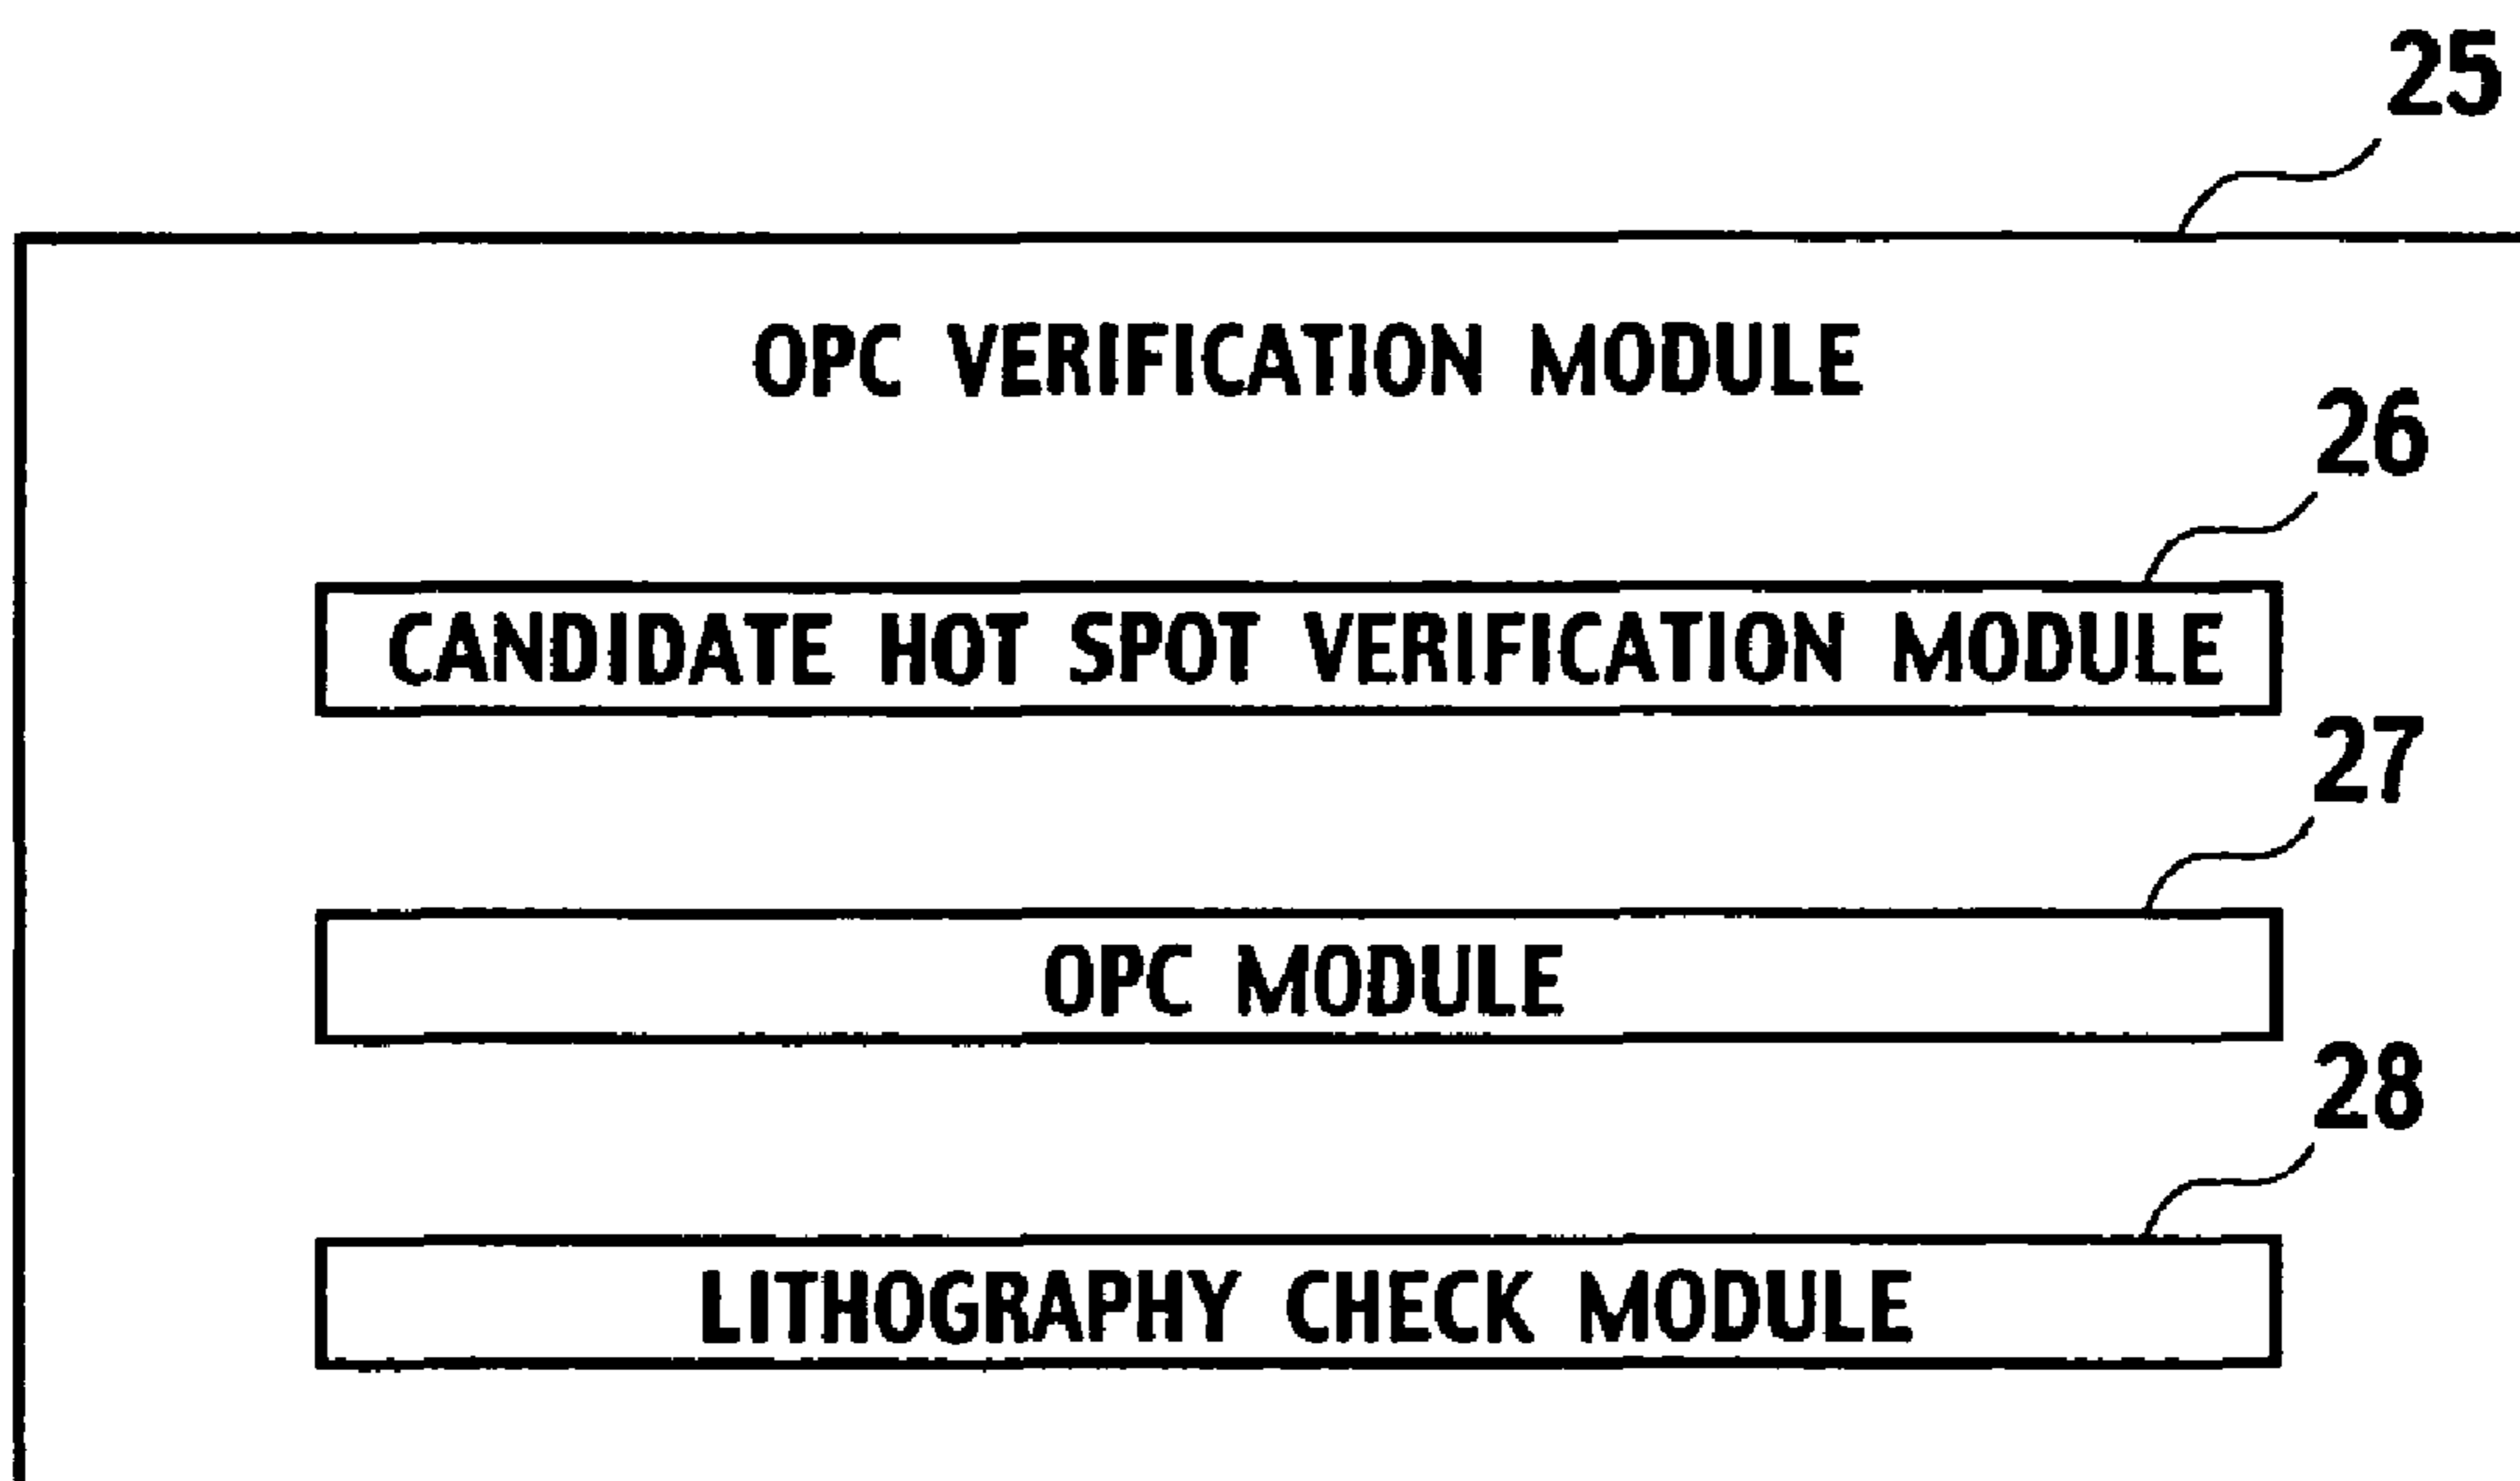 25
OPC VERIFICATION MODULE
26
CANDIDATE HOT SPOT VERIFICATION MODULE
27
OPC MODULE
28
LITHOGRAPHY CHECK MODULE